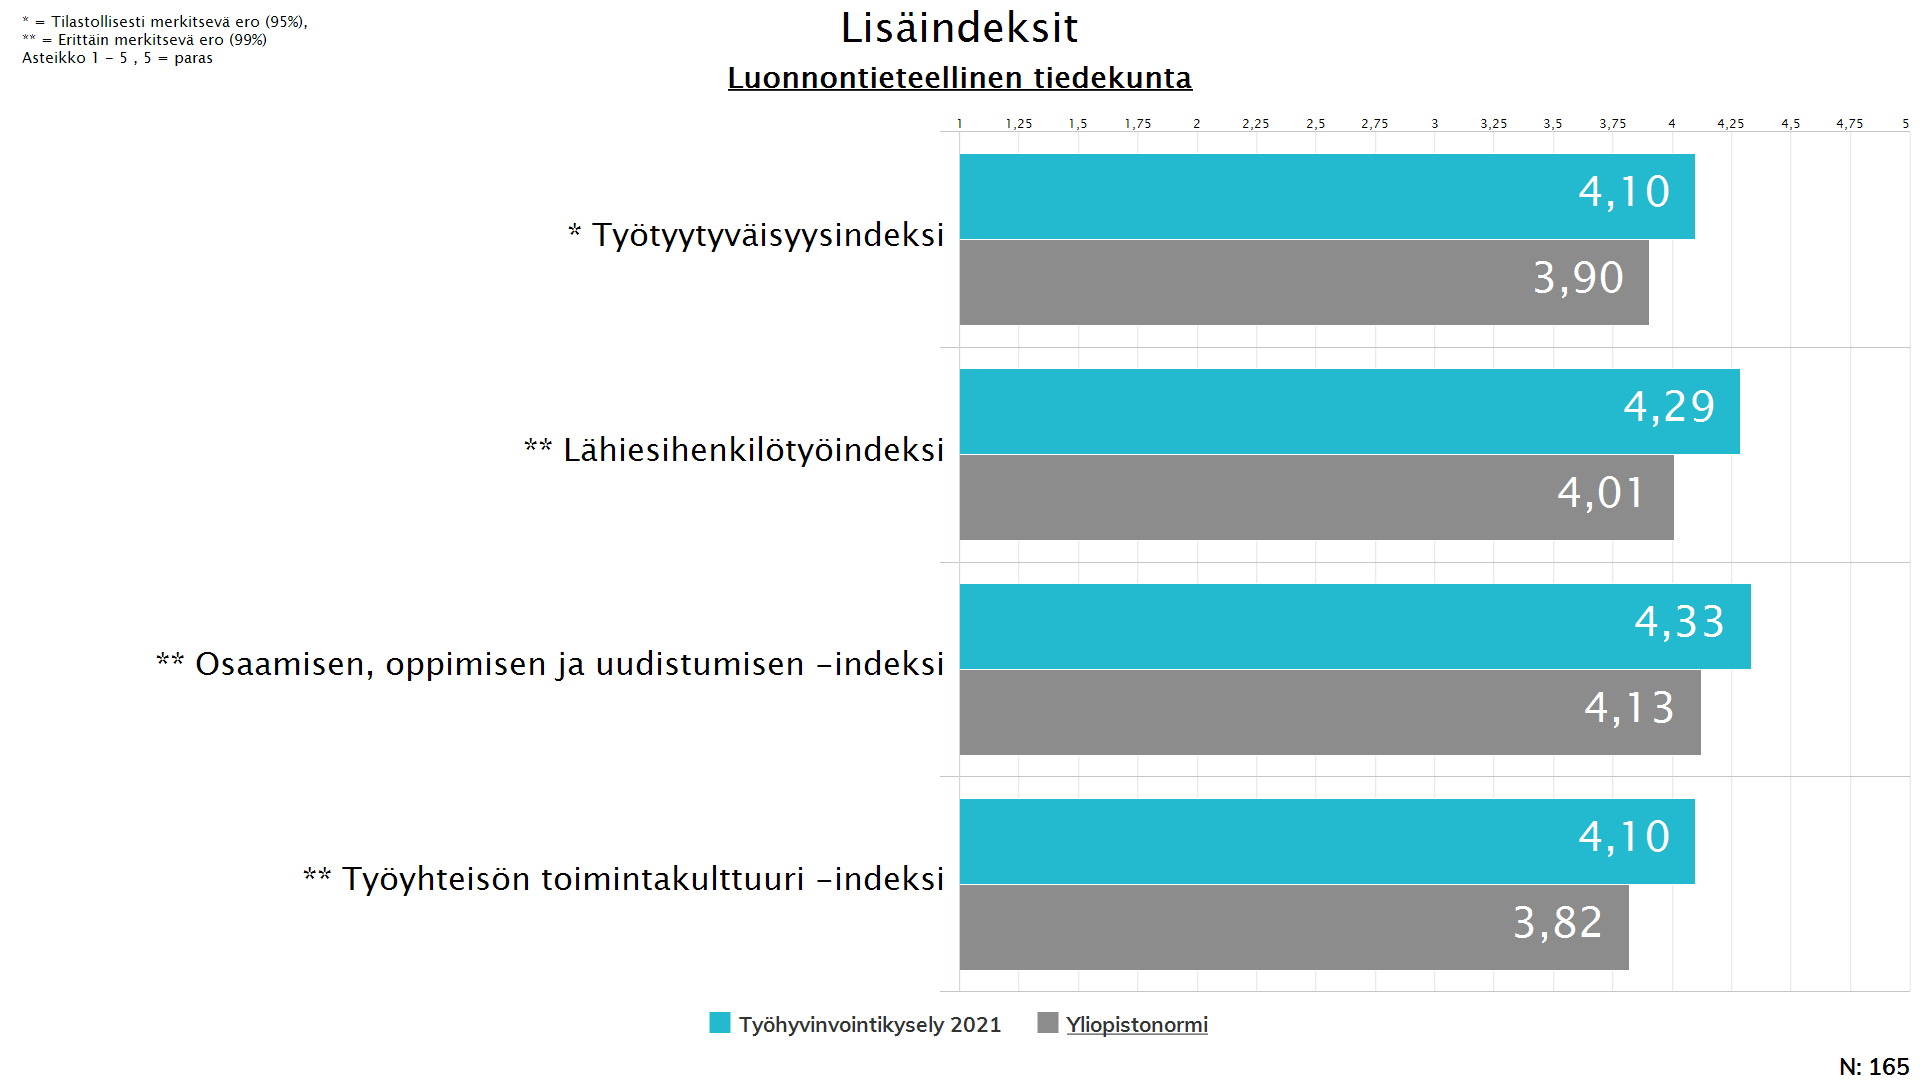 * = Tilastollisesti merkitsevä ero (95%),
** = Erittäin merkitsevä ero (99%)
Asteikko 1 - 5 , 5 = paras
Lisäindeksit
Luonnontieteellinen tiedekunta
1 1,25 1,5 1,75 2 2,25 2,5 2,75 3 3,25 3,5 3,75 4 4,25 4,5 4,75 5
* Työtyytyväisyysindeksi
4,10
3,90
** Lähiesihenkilötyöindeksi
4,29
4,01
** Osaamisen, oppimisen ja uudistumisen -indeksi
4,33
4,13
** Työyhteisön toimintakulttuuri -indeksi
4,10
3,82
Työhyvinvointikysely 2021 Yliopistonormi
N: 165